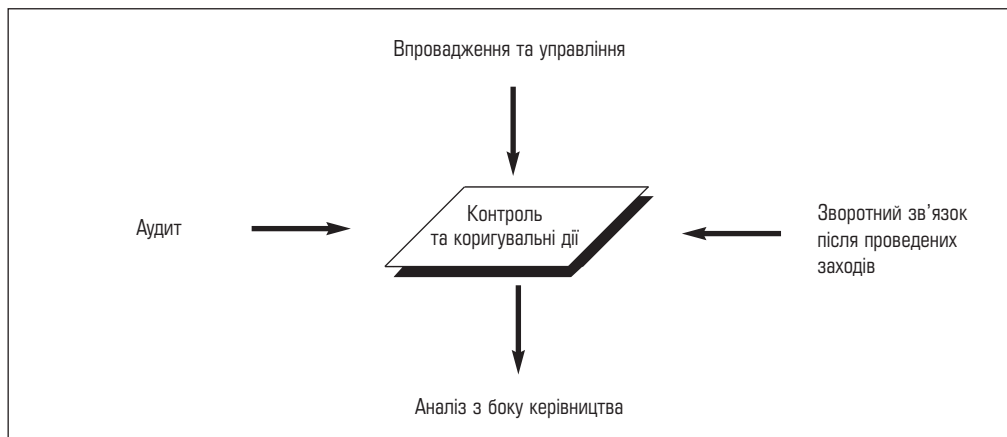 Впровадження та управління
Аудит
Контроль
та коригувальні дії
Зворотний зв’язок
після проведених
заходів
Аналіз з боку керівництва